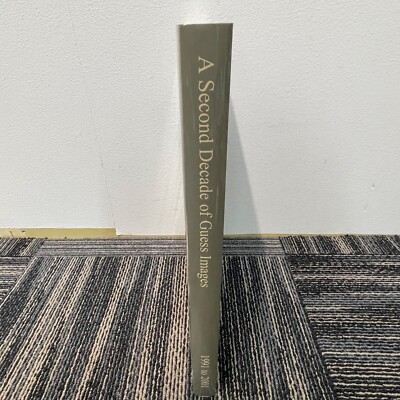 A Second Decade of Guess Images
1991 to 2001